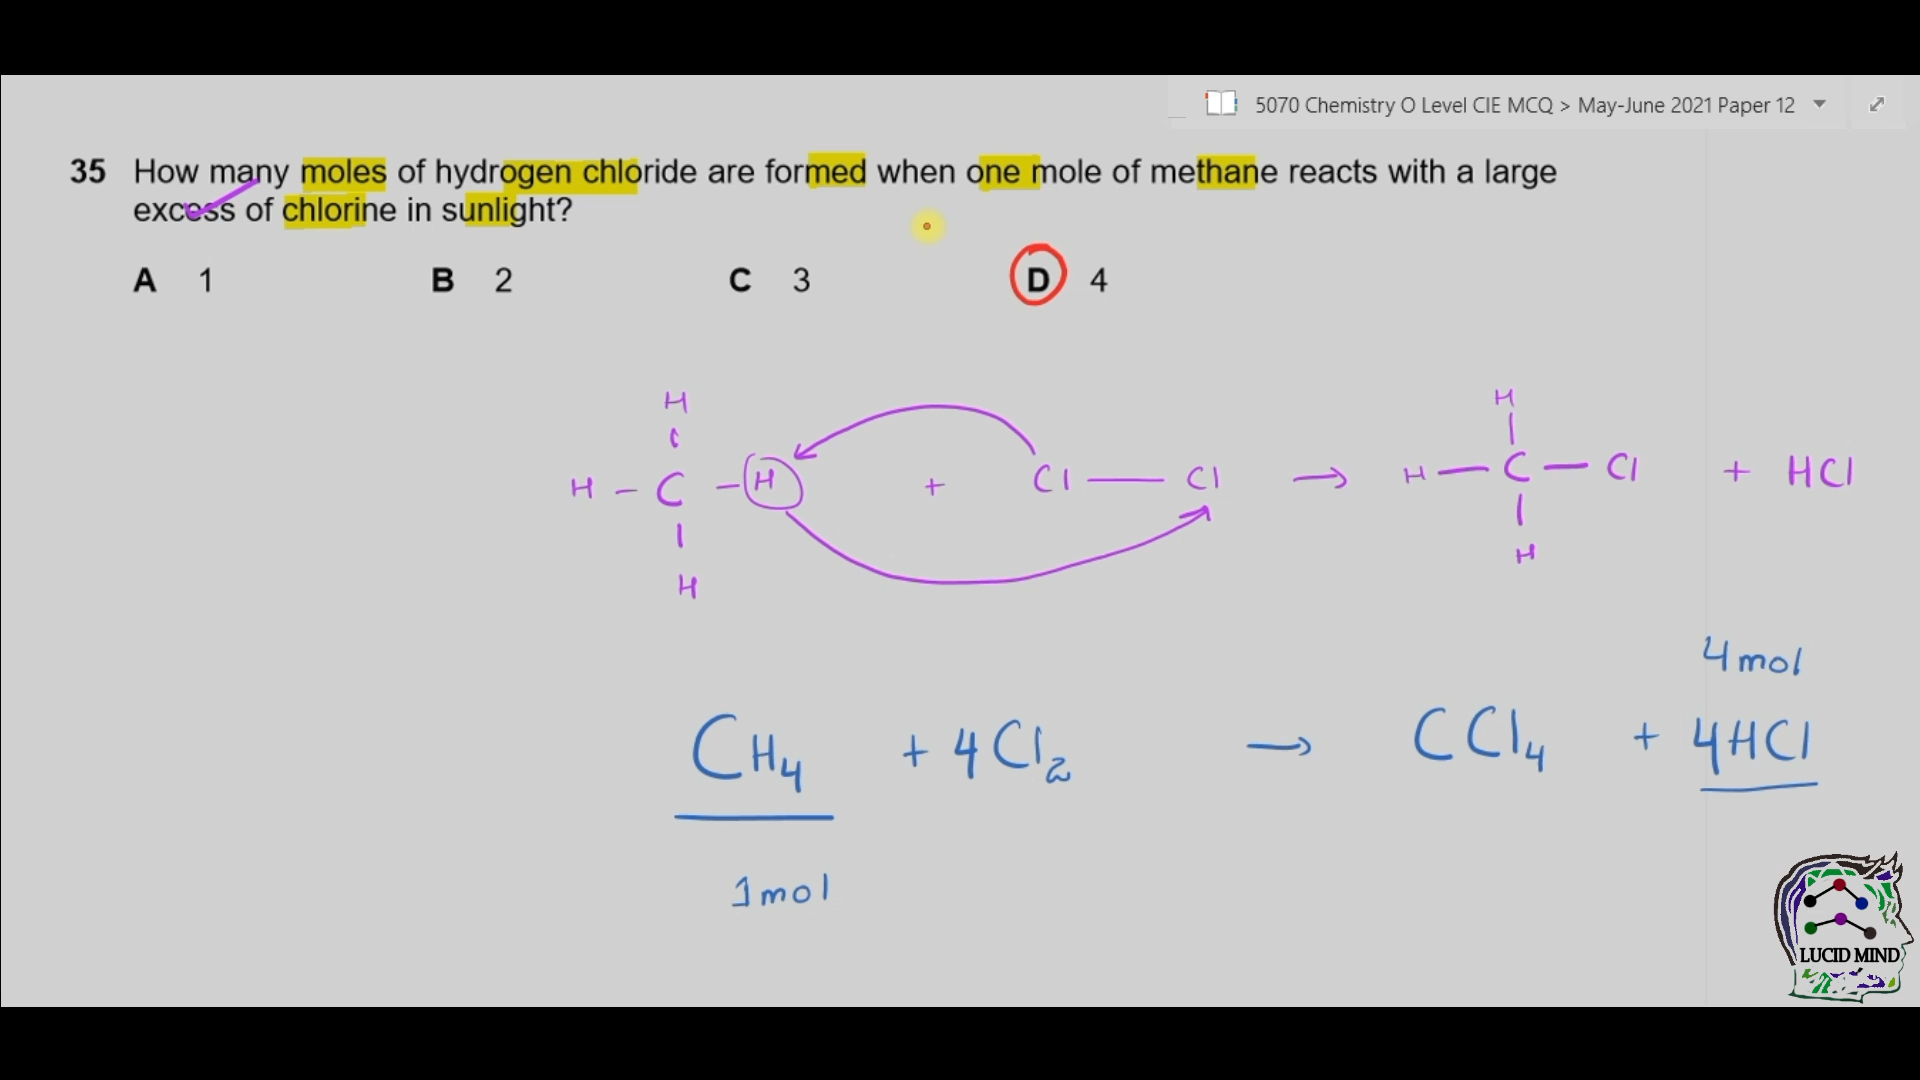 5070 Chemistry O Level CIE MCQ > May-June 2021 Paper 12
35 How many moles of hydrogen chloride are formed when one mole of methane reacts with a large
excess of chlorine in sunlight?
A 1 B 2 C 3 D 4
H H
H - C - H + Cl — Cl → H — C — Cl + HCl
H H
4 mol
CH4 + 4Cl2 → CCl4 + 4HCl
1 mol
LUCID MIND